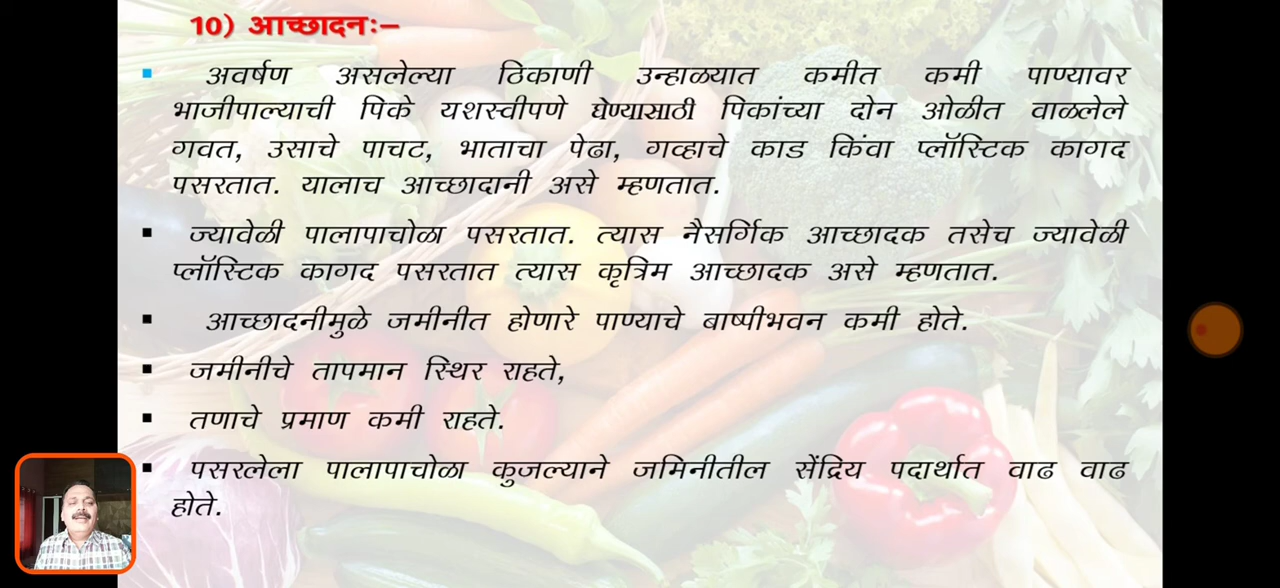 10) आच्छादनः–
▪ अवर्षण असलेल्या ठिकाणी उन्हाळयात कमीत कमी पाण्यावर
भाजीपाल्याची पिके यशस्वीपणे घेण्यासाठी पिकांच्या दोन ओळीत वाळलेले
गवत, उसाचे पाचट, भाताचा पेढा, गव्हाचे काड किंवा प्लॉस्टिक कागद
पसरतात. यालाच आच्छादानी असे म्हणतात.
▪ ज्यावेळी पालापाचोळा पसरतात. त्यास नैसर्गिक आच्छादक तसेच ज्यावेळी
प्लॉस्टिक कागद पसरतात त्यास कृत्रिम आच्छादक असे म्हणतात.
▪ आच्छादनीमुळे जमीनीत होणारे पाण्याचे बाष्पीभवन कमी होते.
▪ जमीनीचे तापमान स्थिर राहते,
▪ तणाचे प्रमाण कमी राहते.
▪ पसरलेला पालापाचोळा कुजल्याने जमिनीतील सेंद्रिय पदार्थात वाढ वाढ
होते.